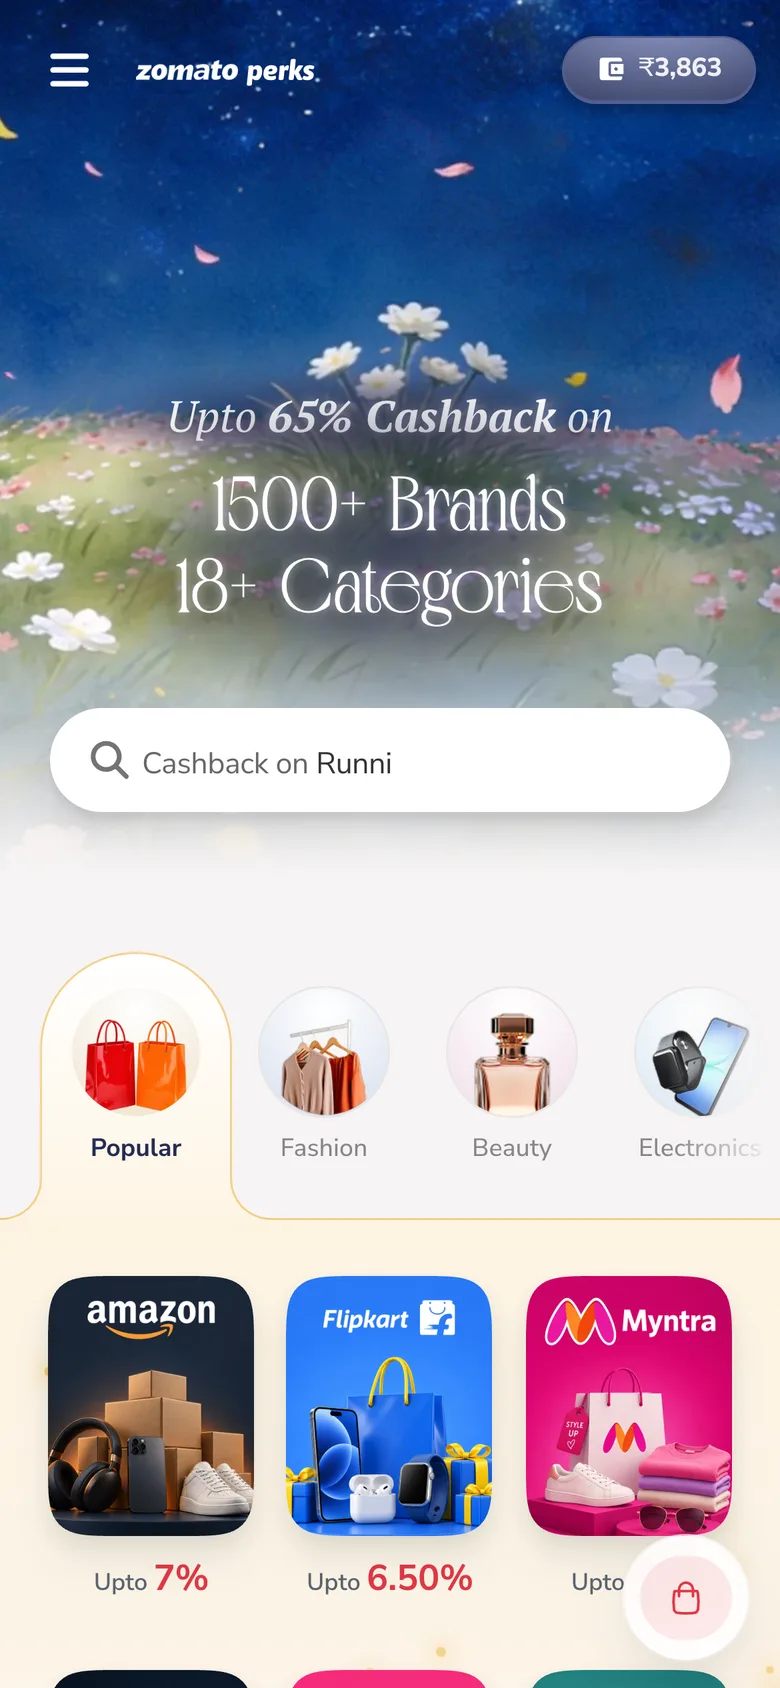 zomato perks
₹3,863
Upto 65% Cashback on
1500+ Brands
18+ Categories
Cashback on Runni
Popular
Fashion
Beauty
Electronics
amazon
Flipkart
Myntra
STYLE
UP
Upto 7%
Upto 6.50%
Upto